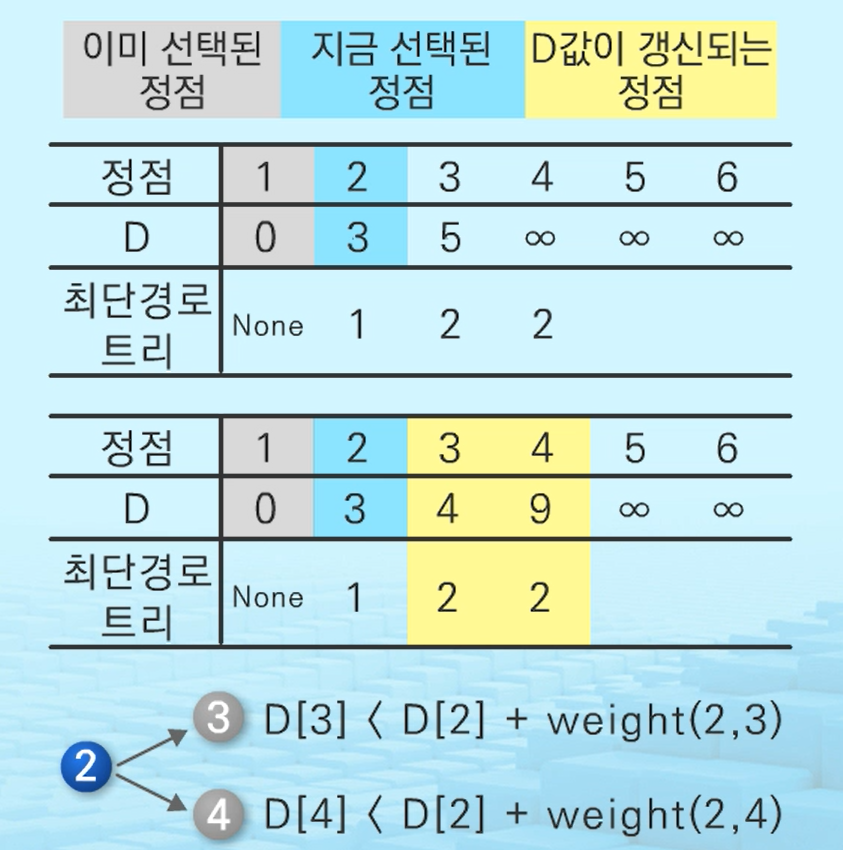 이미 선택된 정점
지금 선택된 정점
D값이 갱신되는 정점
정점 1 2 3 4 5 6
D 0 3 5 ∞ ∞ ∞
최단경로 트리 None 1 2 2
정점 1 2 3 4 5 6
D 0 3 4 9 ∞ ∞
최단경로 트리 None 1 2 2
3 D[3] < D[2] + weight(2,3)
2
4 D[4] < D[2] + weight(2,4)